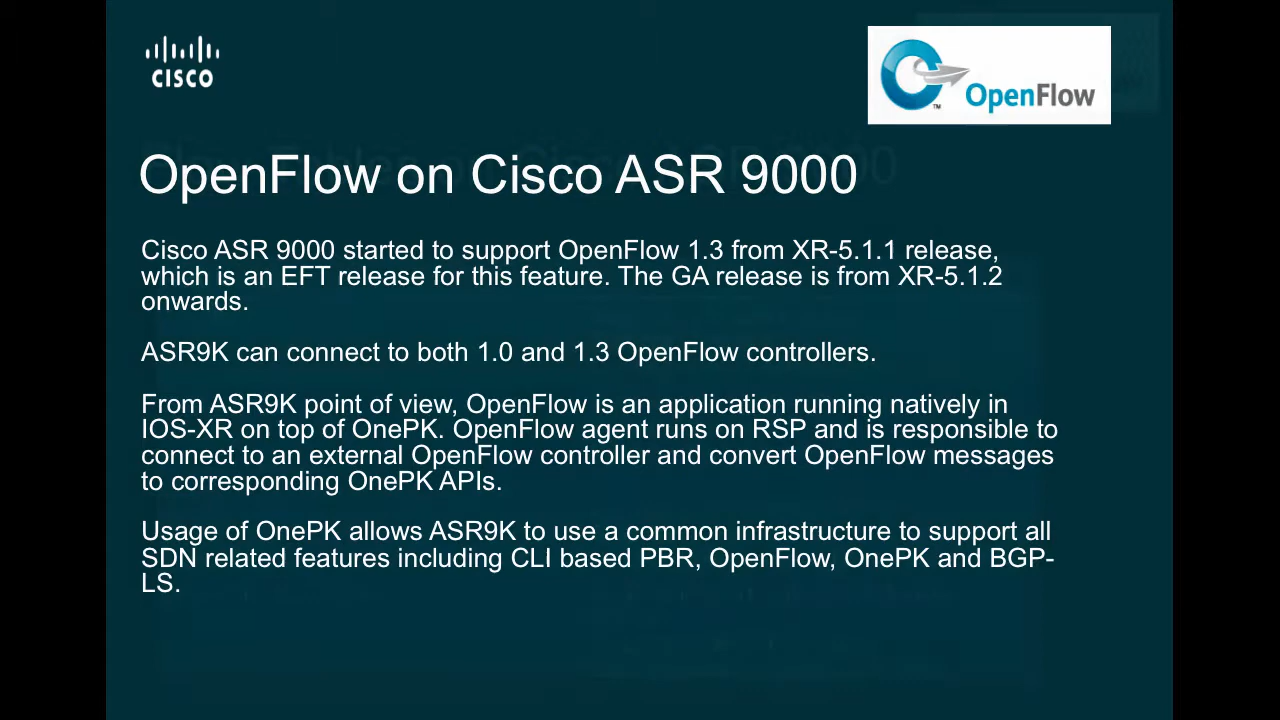 CISCO
OpenFlow
TM
OpenFlow on Cisco ASR 9000
Cisco ASR 9000 started to support OpenFlow 1.3 from XR-5.1.1 release,
which is an EFT release for this feature. The GA release is from XR-5.1.2
onwards.
ASR9K can connect to both 1.0 and 1.3 OpenFlow controllers.
From ASR9K point of view, OpenFlow is an application running natively in
IOS-XR on top of OnePK. OpenFlow agent runs on RSP and is responsible to
connect to an external OpenFlow controller and convert OpenFlow messages
to corresponding OnePK APIs.
Usage of OnePK allows ASR9K to use a common infrastructure to support all
SDN related features including CLI based PBR, OpenFlow, OnePK and BGP-
LS.